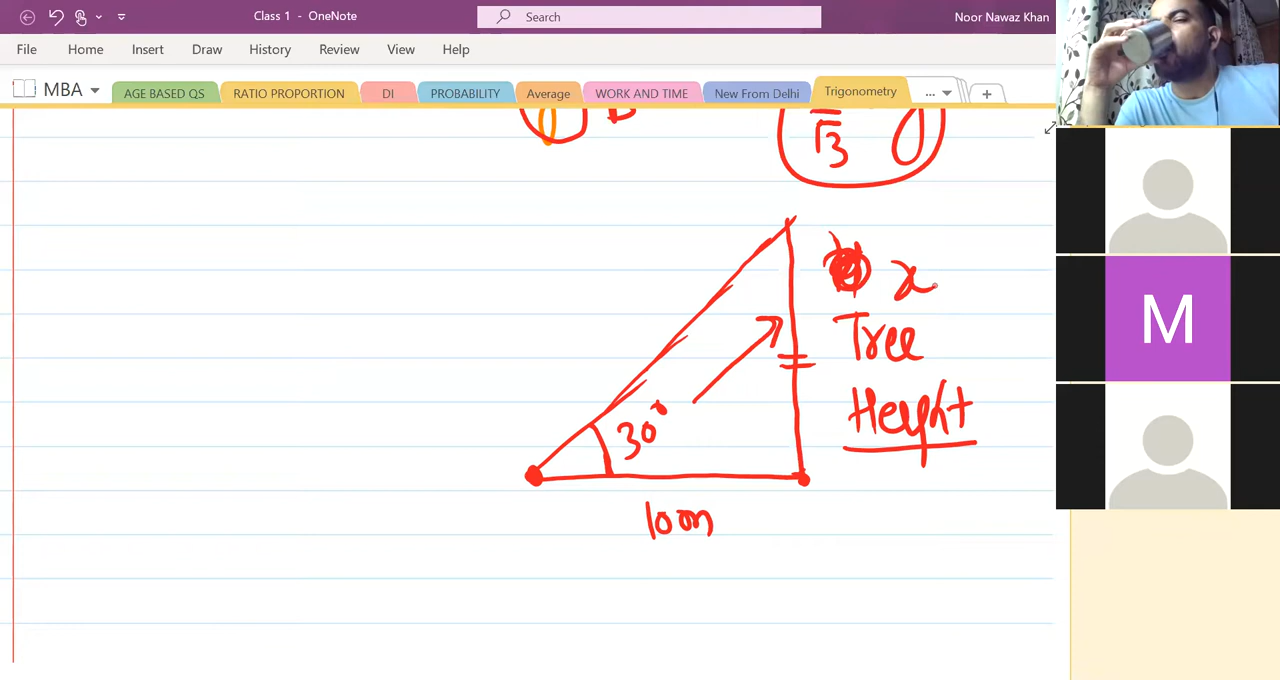 Class 1 - OneNote
Search
Noor Nawaz Khan
File Home Insert Draw History Review View Help
MBA
AGE BASED QS RATIO PROPORTION DI PROBABILITY Average WORK AND TIME New From Delhi Trigonometry ... +
√3
x
Tree
Height
30°
100m
M